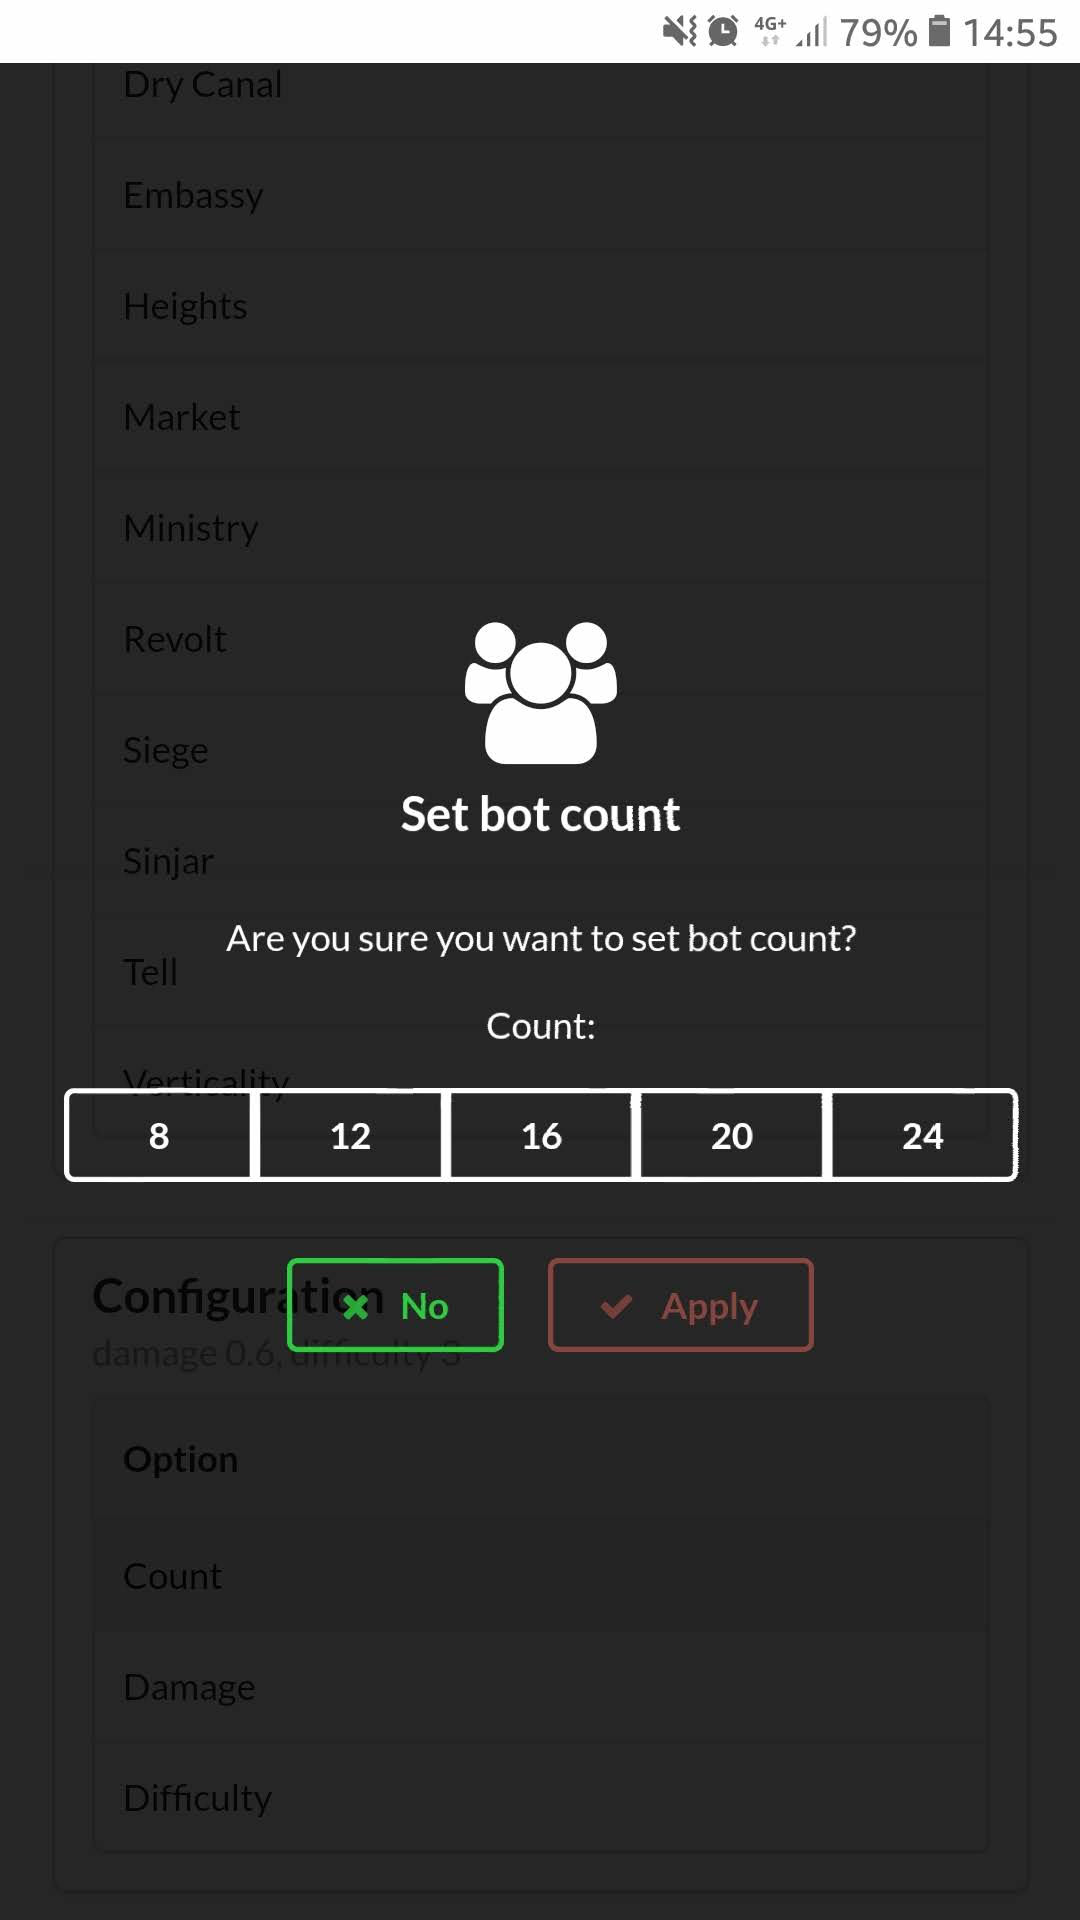 4G+ 79% 14:55
Dry Canal
Embassy
Heights
Market
Ministry
Revolt
Siege
Set bot count
Sinjar
Are you sure you want to set bot count?
Tell
Count:
Verticality
8 12 16 20 24
Configuration
No Apply
damage 0.6, difficulty 3
Option
Count
Damage
Difficulty